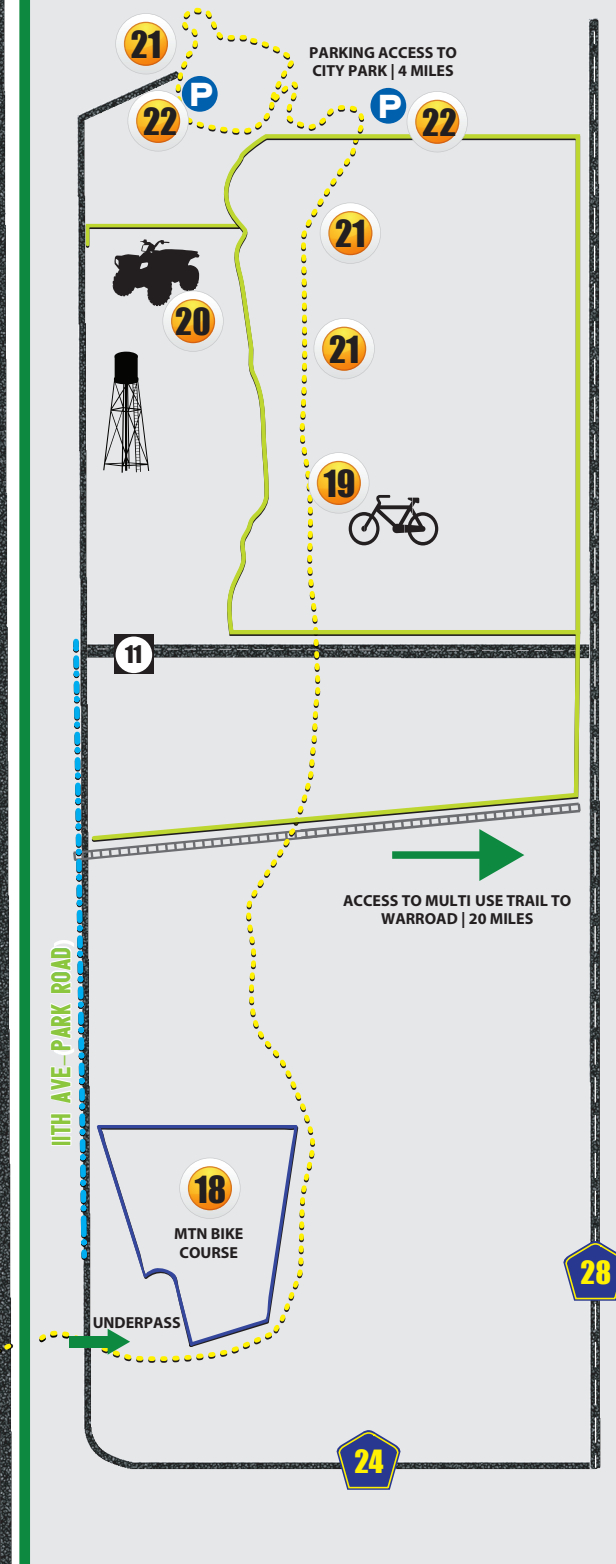 21
PARKING ACCESS TO
CITY PARK | 4 MILES
P
22
P
22
21
20
21
19
11
ACCESS TO MULTI USE TRAIL TO
WARROAD | 20 MILES
11TH AVE-(PARK ROAD)
18
MTN BIKE
COURSE
28
UNDERPASS
24